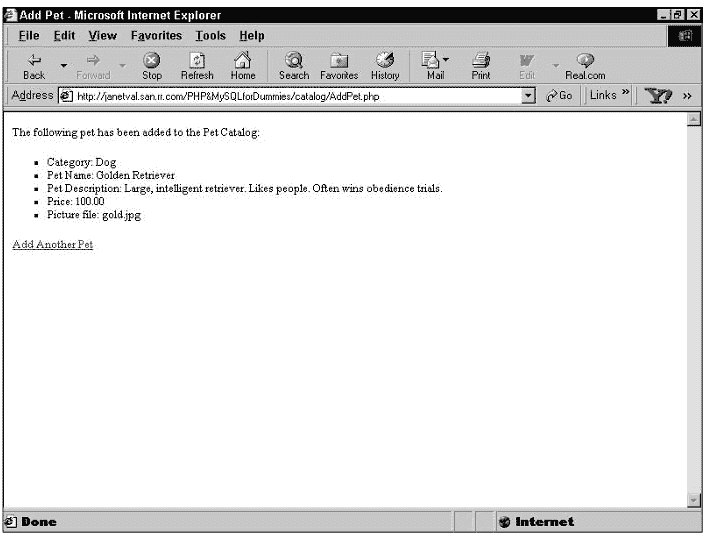 Add Pet - Microsoft Internet Explorer
File Edit View Favorites Tools Help
Back Forward Stop Refresh Home Search Favorites History Mail Print Edit Real.com
Address http://janetval.san.rr.com/PHP&MySQLforDummies/catalog/AddPet.php Go Links »
The following pet has been added to the Pet Catalog:
Category: Dog
Pet Name: Golden Retriever
Pet Description: Large, intelligent retriever. Likes people. Often wins obedience trials.
Price: 100.00
Picture file: gold.jpg
Add Another Pet
Done Internet